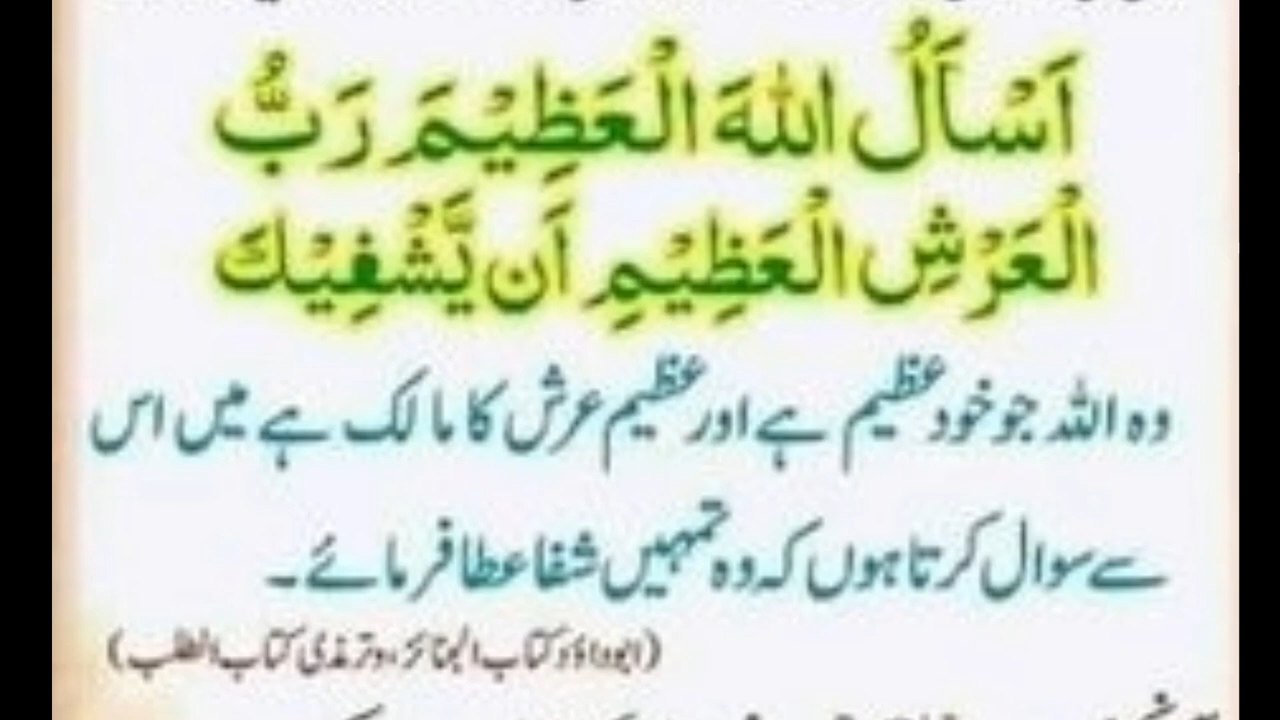 اَسْاَلُ اللهَ الْعَظِيْمَ رَبُّ
الْعَرْشِ الْعَظِيْمِ اَن يَّشْفِيْكَ
وہ اللہ جو خود عظیم ہے اور عظیم عرش کا مالک ہے میں اس
سے سوال کرتا ہوں کہ وہ تمہیں شفا عطا فرمائے۔
(ابوداؤد کتاب الجنائز، وترمذی کتاب الطب)